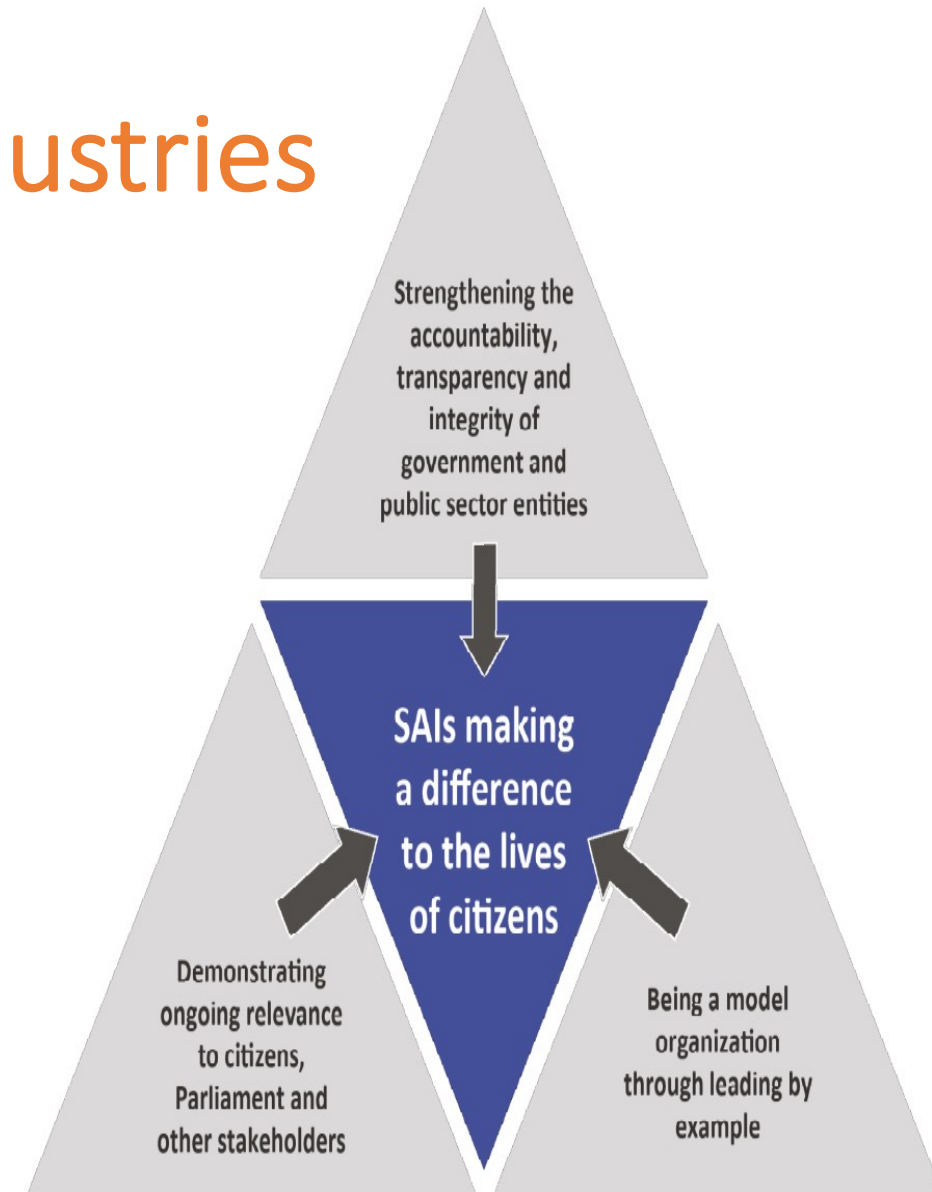 ustries
Strengthening the
accountability,
transparency and
integrity of
government and
public sector entities
SAIs making
a difference
to the lives
of citizens
Demonstrating
ongoing relevance
to citizens,
Parliament and
other stakeholders
Being a model
organization
through leading by
example